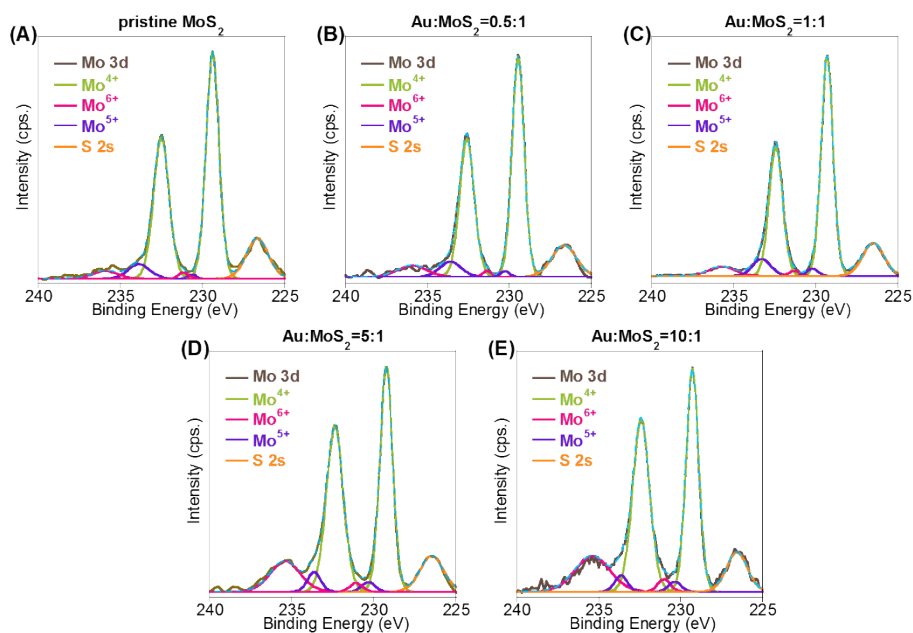 (A) pristine MoS₂
Mo 3d
Mo⁴⁺
Mo⁶⁺
Mo⁵⁺
S 2s
Intensity (cps.)
240 235 230 225
Binding Energy (eV)
(B) Au:MoS₂=0.5:1
Mo 3d
Mo⁴⁺
Mo⁶⁺
Mo⁵⁺
S 2s
Intensity (cps.)
240 235 230 225
Binding Energy (eV)
(C) Au:MoS₂=1:1
Mo 3d
Mo⁴⁺
Mo⁶⁺
Mo⁵⁺
S 2s
Intensity (cps.)
240 235 230 225
Binding Energy (eV)
(D) Au:MoS₂=5:1
Mo 3d
Mo⁴⁺
Mo⁶⁺
Mo⁵⁺
S 2s
Intensity (cps.)
240 235 230 225
Binding Energy (eV)
(E) Au:MoS₂=10:1
Mo 3d
Mo⁴⁺
Mo⁶⁺
Mo⁵⁺
S 2s
Intensity (cps.)
240 235 230 225
Binding Energy (eV)